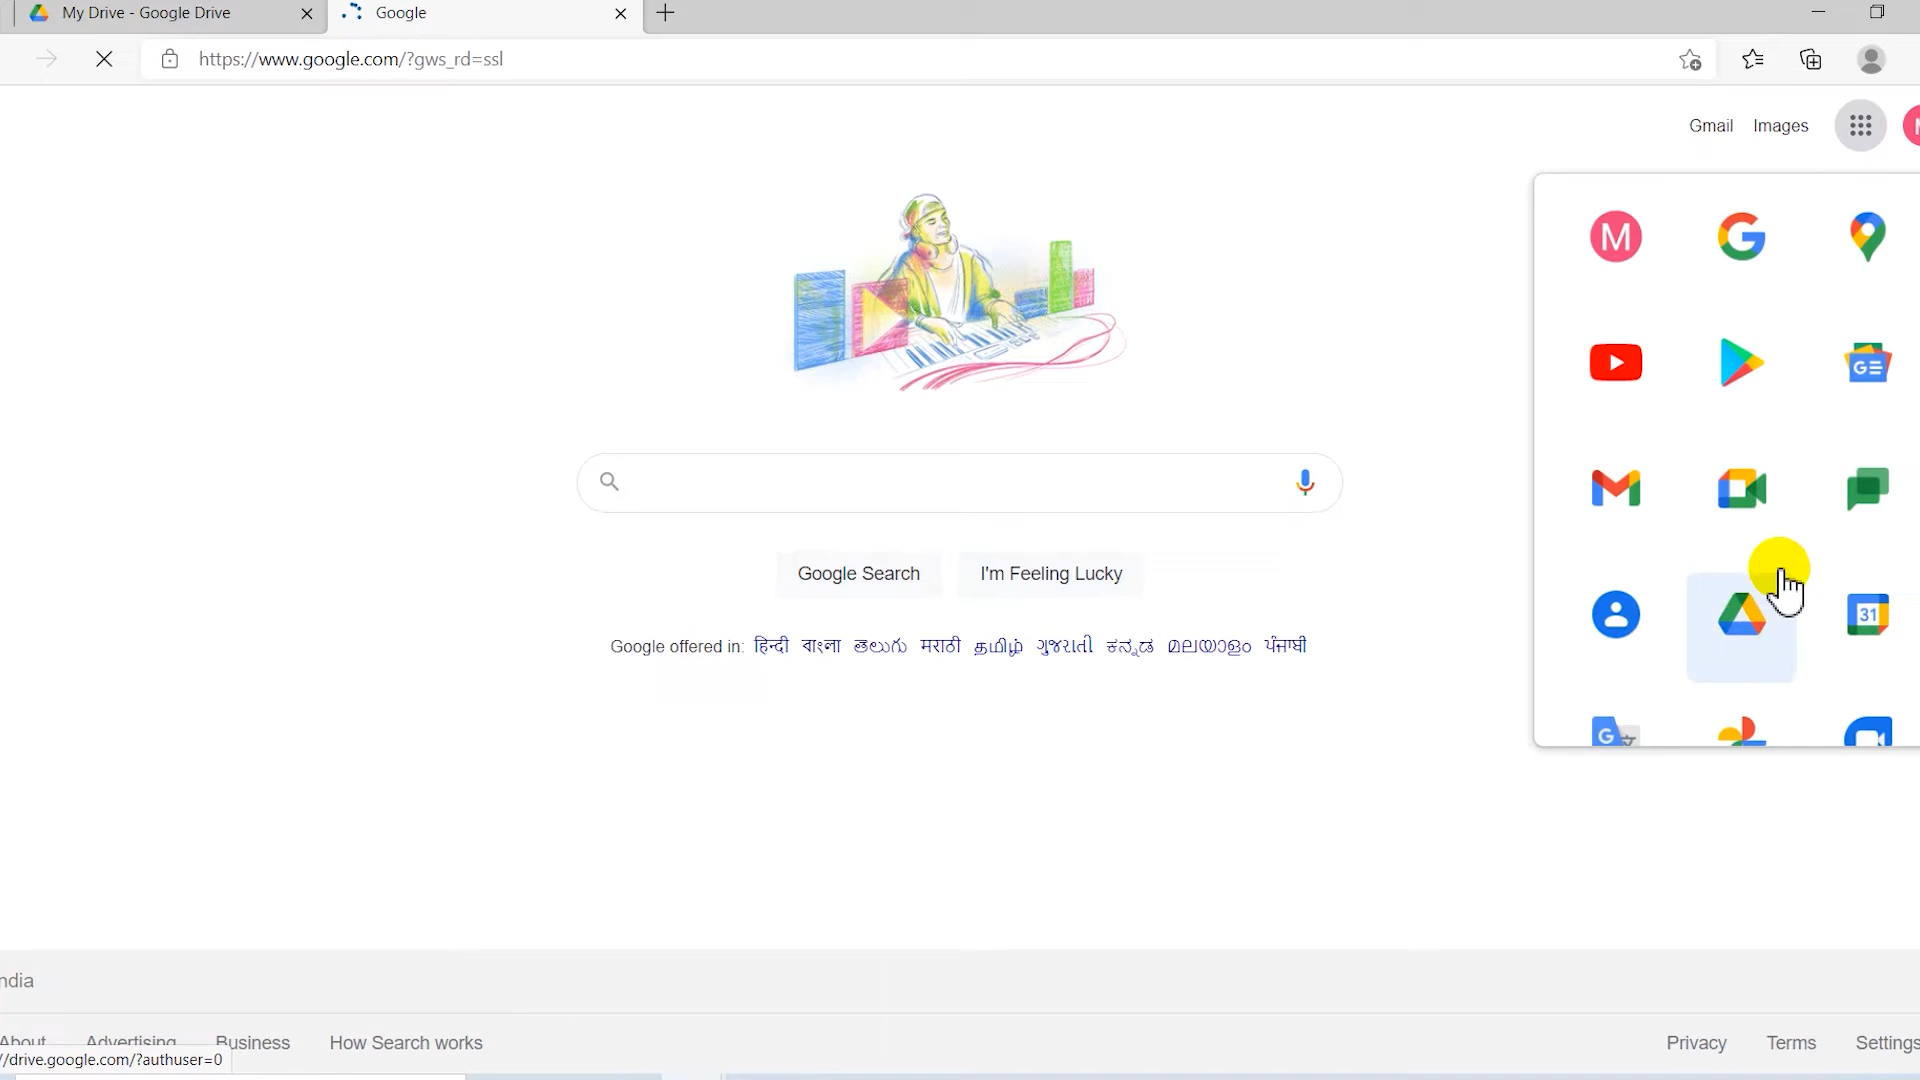 My Drive - Google Drive
Google
https://www.google.com/?gws_rd=ssl
Gmail Images
M
GE
Google Search I'm Feeling Lucky
31
Google offered in: हिन्दी বাংলা తెలుగు मराठी தமிழ் ગુજરાતી ಕನ್ನಡ മലയാളം ਪੰਜਾਬੀ
G
ndia
About Advertising Business How Search works Privacy Terms Settings
//drive.google.com/?authuser=0